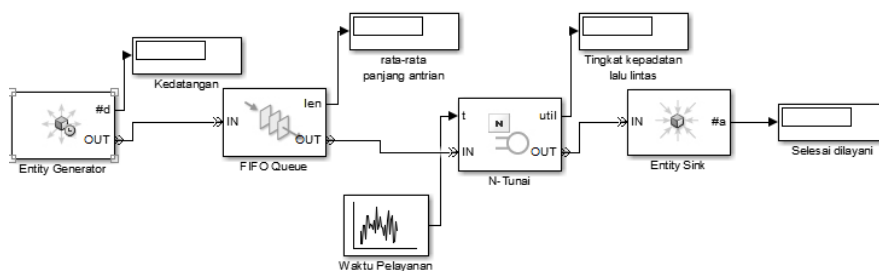 #d
OUT
Entity Generator
Kedatangan
IN
len
OUT
FIFO Queue
rata-rata
panjang antrian
t
N
util
IN
OUT
N- Tunai
Waktu Pelayanan
Tingkat kepadatan
lalu lintas
IN
#a
Entity Sink
Selesai dilayani